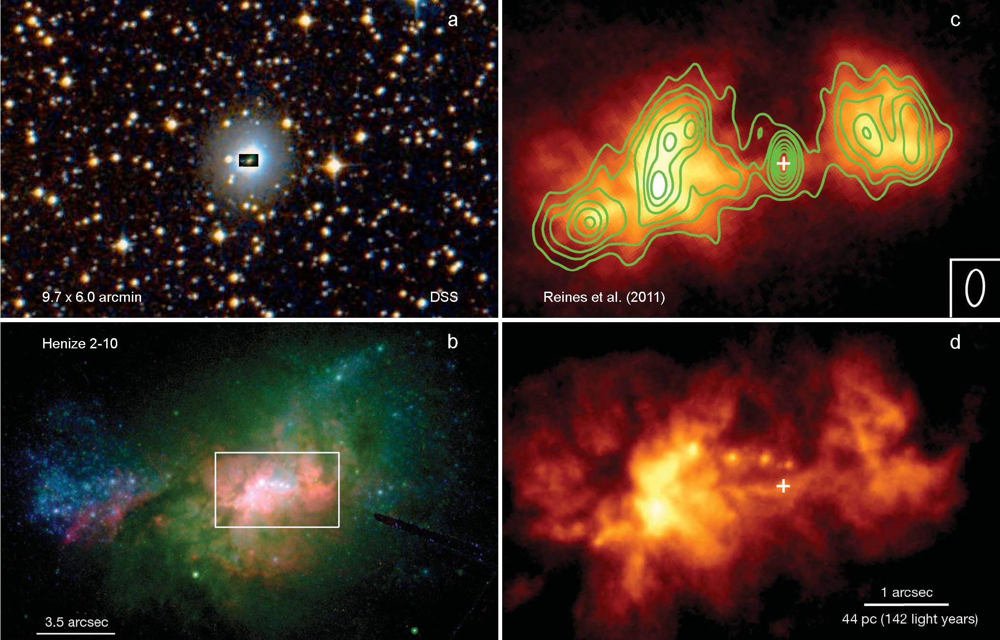 a
9.7 x 6.0 arcmin
DSS
c
Reines et al. (2011)
Henize 2-10
b
3.5 arcsec
d
1 arcsec
44 pc (142 light years)